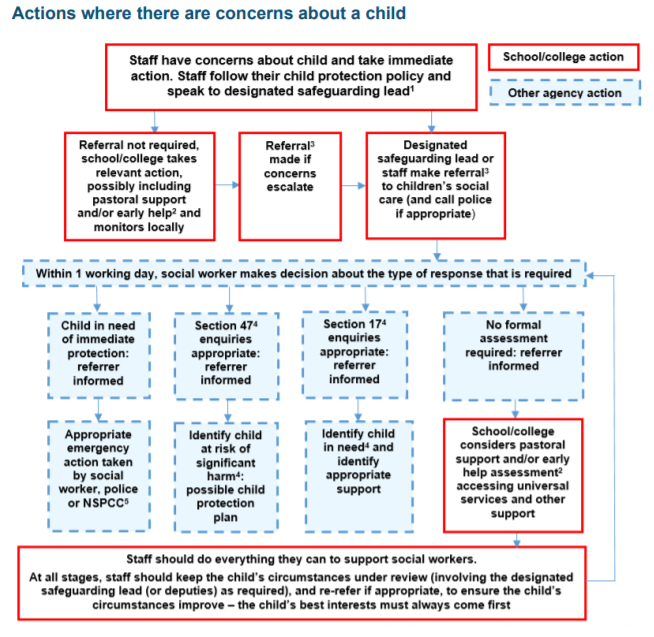 Actions where there are concerns about a child
Staff have concerns about child and take immediate
action. Staff follow their child protection policy and
speak to designated safeguarding lead¹
School/college action
Other agency action
Referral not required,
school/college takes
relevant action,
possibly including
pastoral support
and/or early help² and
monitors locally
Referral³
made if
concerns
escalate
Designated
safeguarding lead or
staff make referral³
to children's social
care (and call police
if appropriate)
Within 1 working day, social worker makes decision about the type of response that is required
Child in need
of immediate
protection:
referrer
informed
Section 47⁴
enquiries
appropriate:
referrer
informed
Section 17⁴
enquiries
appropriate:
referrer
informed
No formal
assessment
required: referrer
informed
Appropriate
emergency
action taken
by social
worker, police
or NSPCC⁵
Identify child
at risk of
significant
harm⁴:
possible child
protection
plan
Identify child
in need⁴ and
identify
appropriate
support
School/college
considers pastoral
support and/or early
help assessment²
accessing universal
services and other
support
Staff should do everything they can to support social workers.
At all stages, staff should keep the child's circumstances under review (involving the designated
safeguarding lead (or deputies) as required), and re-refer if appropriate, to ensure the child's
circumstances improve – the child's best interests must always come first